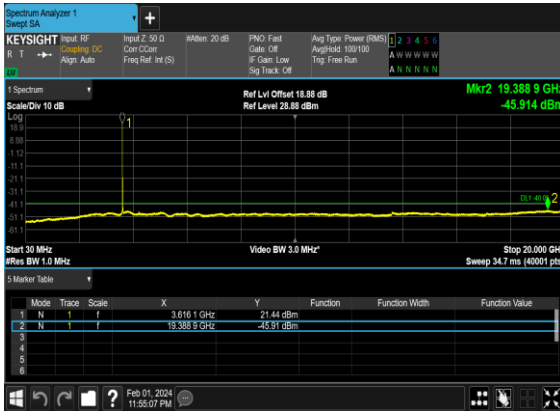 Spectrum Analyzer 1
Swept SA
+
KEYSIGHT Input: RF Input Z: 50 Ω #Atten: 20 dB PNO: Fast Avg Type: Power (RMS) 1 2 3 4 5 6
R T Coupling: DC Corr CCorr Gate: Off Avg|Hold: 100/100 A W W W W W
Align: Auto Freq Ref: Int (S) IF Gain: Low Trig: Free Run
Sig Track: Off A N N N N N
1 Spectrum Ref Lvl Offset 18.88 dB Mkr2 19.388 9 GHz
Scale/Div 10 dB Ref Level 28.88 dBm -45.914 dBm
Log
18.9
8.88
-1.12
-11.1
-21.1
-31.1
-41.1
-51.1
-61.1
1
2
Start 30 MHz Video BW 3.0 MHz* Stop 20.000 GH
#Res BW 1.0 MHz Sweep 34.7 ms (40001 pts
5 Marker Table
Mode Trace Scale X Y Function Function Width Function Value
1 N 1 f 3.616 1 GHz 21.44 dBm
2 N 1 f 19.388 9 GHz -45.91 dBm
3
4
5
6
? Feb 01, 2024
11:55:07 PM